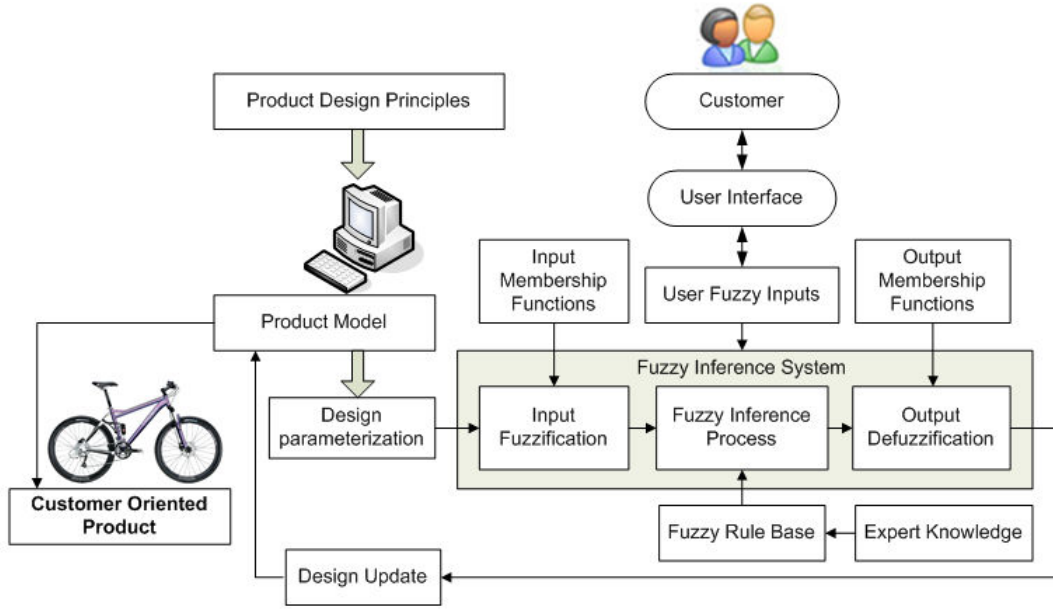 Product Design Principles
Customer
User Interface
Input
Membership
Functions
User Fuzzy Inputs
Output
Membership
Functions
Product Model
Fuzzy Inference System
Design
parameterization
Input
Fuzzification
Fuzzy Inference
Process
Output
Defuzzification
Customer Oriented
Product
Fuzzy Rule Base
Expert Knowledge
Design Update